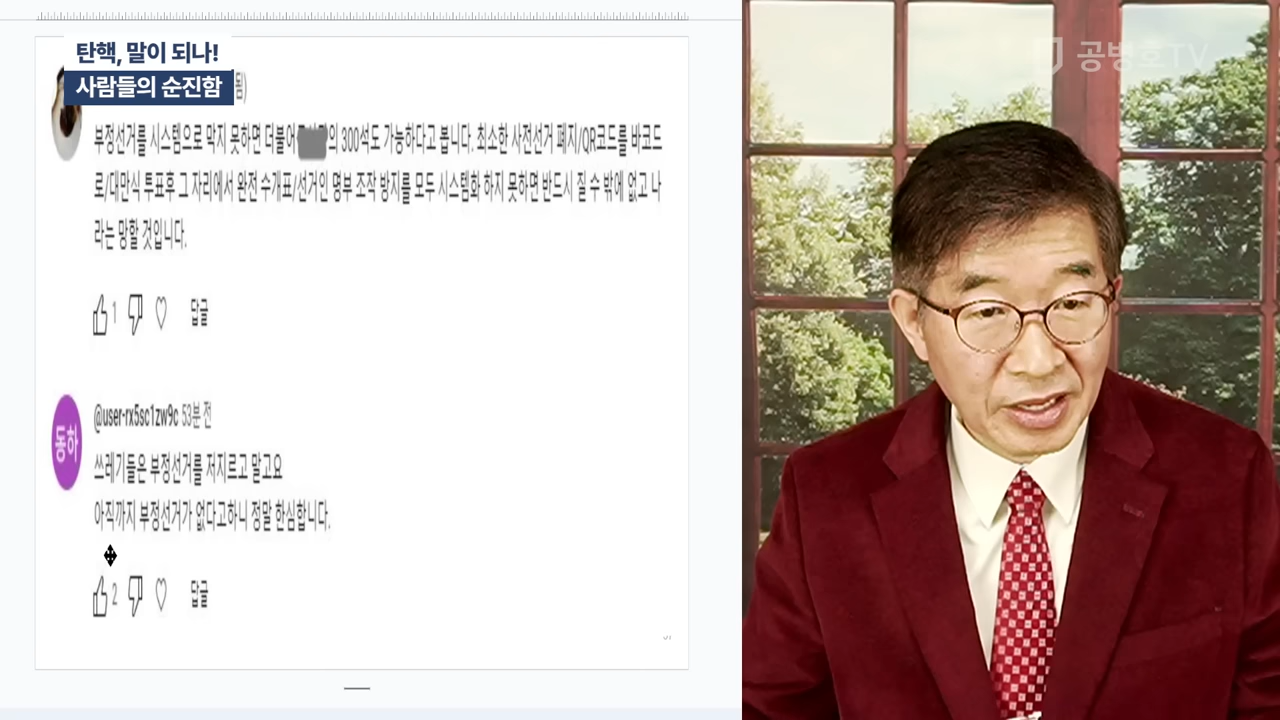 탄핵, 말이 되나!
사람들의 순진함
공병호TV
부정선거를 시스템으로 막지 못하면 더불어 의 300석도 가능하다고 봅니다. 최소한 사전선거 폐지/QR코드를 바코드
로/대만식 투표후 그 자리에서 완전 수개표/선거인 명부 조작 방지를 모두 시스템화 하지 못하면 반드시 질 수 밖에 없고 나
라는 망할 것입니다.
1 답글
동하
@user-rx5sc1zw9c 53분 전
쓰레기들은 부정선거를 저지르고 말고요
아직까지 부정선거가 없다고하니 정말 한심합니다.
2 답글